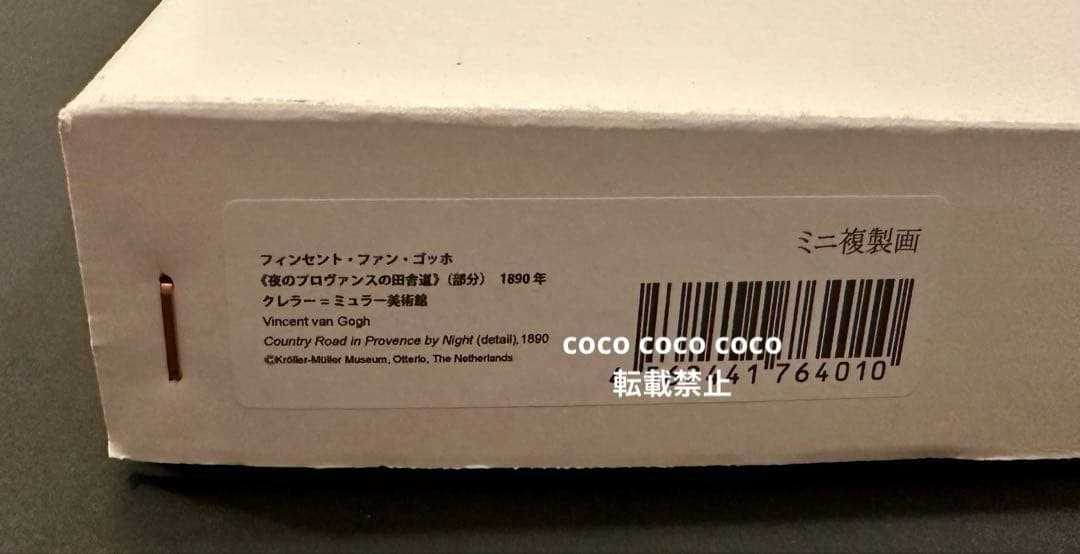 ミニ複製画
フィンセント・ファン・ゴッホ
《夜のプロヴァンスの田舎道》(部分) 1890年
クレラー=ミュラー美術館
Vincent van Gogh
Country Road in Provence by Night (detail), 1890
©Kröller-Müller Museum, Otterlo, The Netherlands
coco coco coco
転載禁止
764010